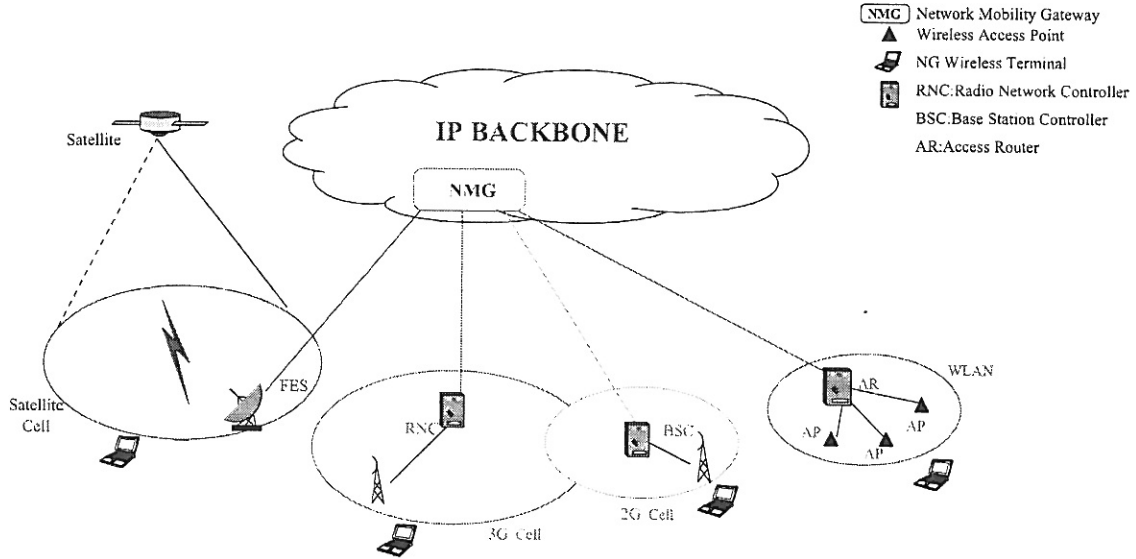 NMG Network Mobility Gateway
Wireless Access Point
NG Wireless Terminal
RNC:Radio Network Controller
BSC:Base Station Controller
AR:Access Router
Satellite
IP BACKBONE
NMG
Satellite
Cell
FES
RNC
3G Cell
BSC
2G Cell
WLAN
AR
AP
AP
AP